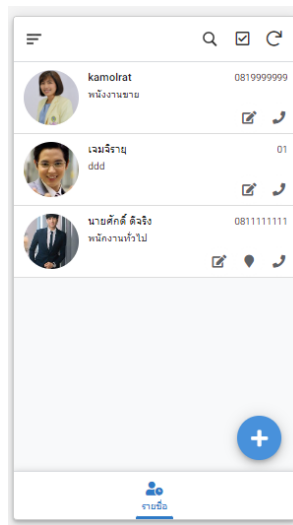 kamolrat
0819999999
พนังงานขาย
เจมจิรายุ
01
ddd
นายศักดิ์ ดิจริง
0811111111
พนักงานทั่วไป
รายชื่อ